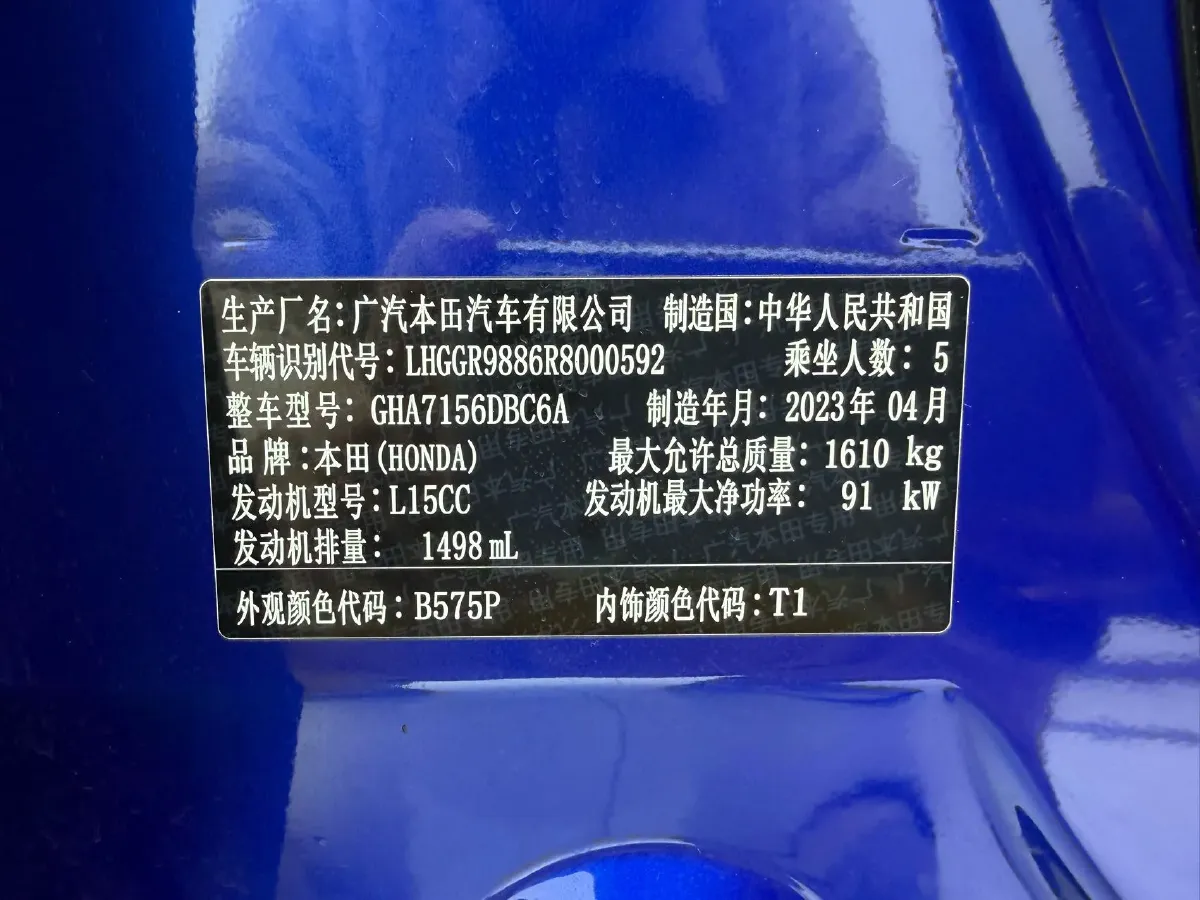 生产厂名:广汽本田汽车有限公司 制造国:中华人民共和国
车辆识别代号:LHGGR9886R8000592 乘坐人数:5
整车型号:GHA7156DBC6A 制造年月:2023年04月
品牌:本田(HONDA) 最大允许总质量:1610 kg
发动机型号:L15CC 发动机最大净功率:91 kW
发动机排量:1498mL
外观颜色代码:B575P 内饰颜色代码:T1